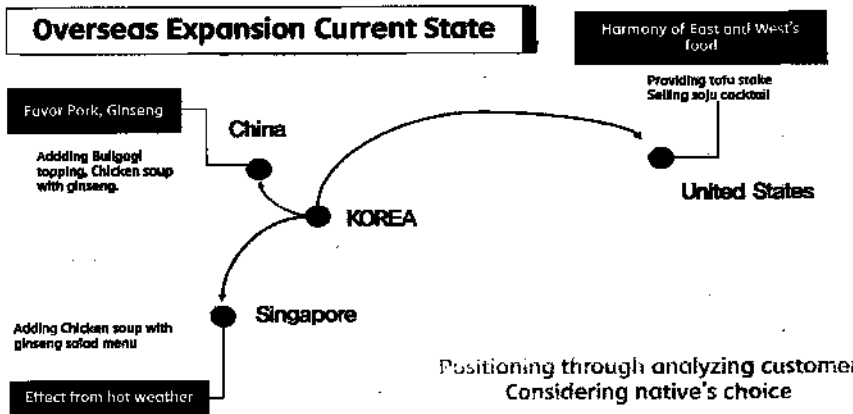 Overseas Expansion Current State
Harmony of East and West's
food
Providing tofu stake
Selling soju cocktail
Favor Pork, Ginseng
China
Addding Bullgogi
topping, Chicken soup
with ginseng.
United States
KOREA
Singapore
Adding Chicken soup with
ginseng salad menu
Effect from hot weather
Positioning through analyzing customer
Considering native's choice